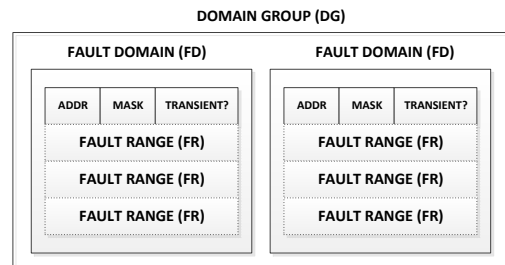 DOMAIN GROUP (DG)
FAULT DOMAIN (FD)
ADDR MASK TRANSIENT?
FAULT RANGE (FR)
FAULT RANGE (FR)
FAULT RANGE (FR)
FAULT DOMAIN (FD)
ADDR MASK TRANSIENT?
FAULT RANGE (FR)
FAULT RANGE (FR)
FAULT RANGE (FR)